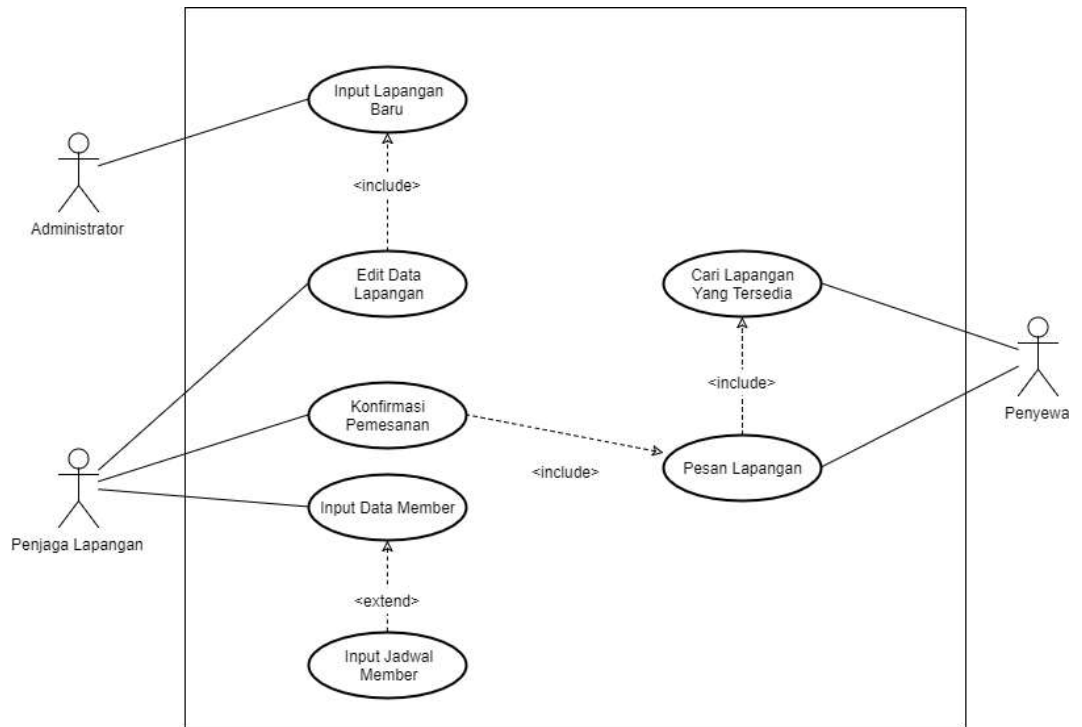 Input Lapangan
Baru
<include>
Administrator
Edit Data
Lapangan
Cari Lapangan
Yang Tersedia
<include>
Konfirmasi
Pemesanan
Penyewa
<include>
Pesan Lapangan
Input Data Member
Penjaga Lapangan
<extend>
Input Jadwal
Member